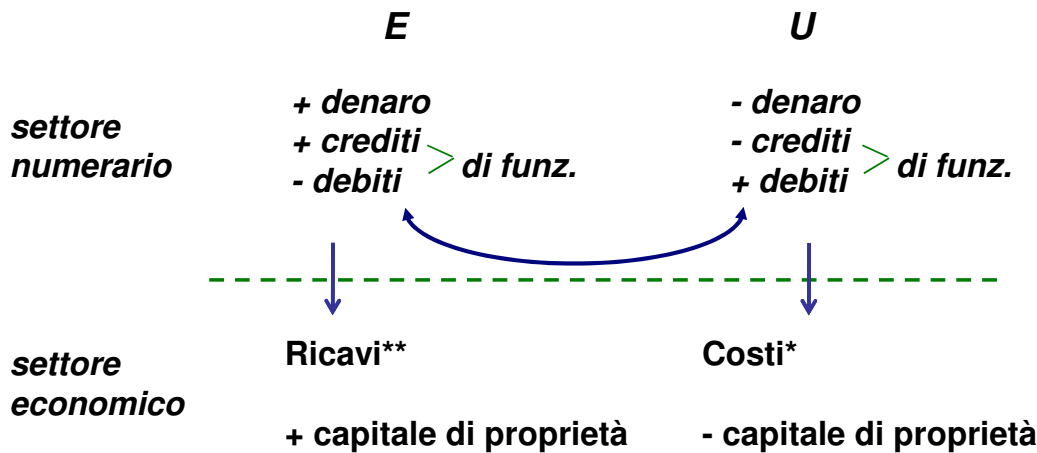 E U
settore numerario
+ denaro
+ crediti
- debiti
di funz.
- denaro
- crediti
+ debiti
di funz.
settore economico
Ricavi** Costi*
+ capitale di proprietà - capitale di proprietà